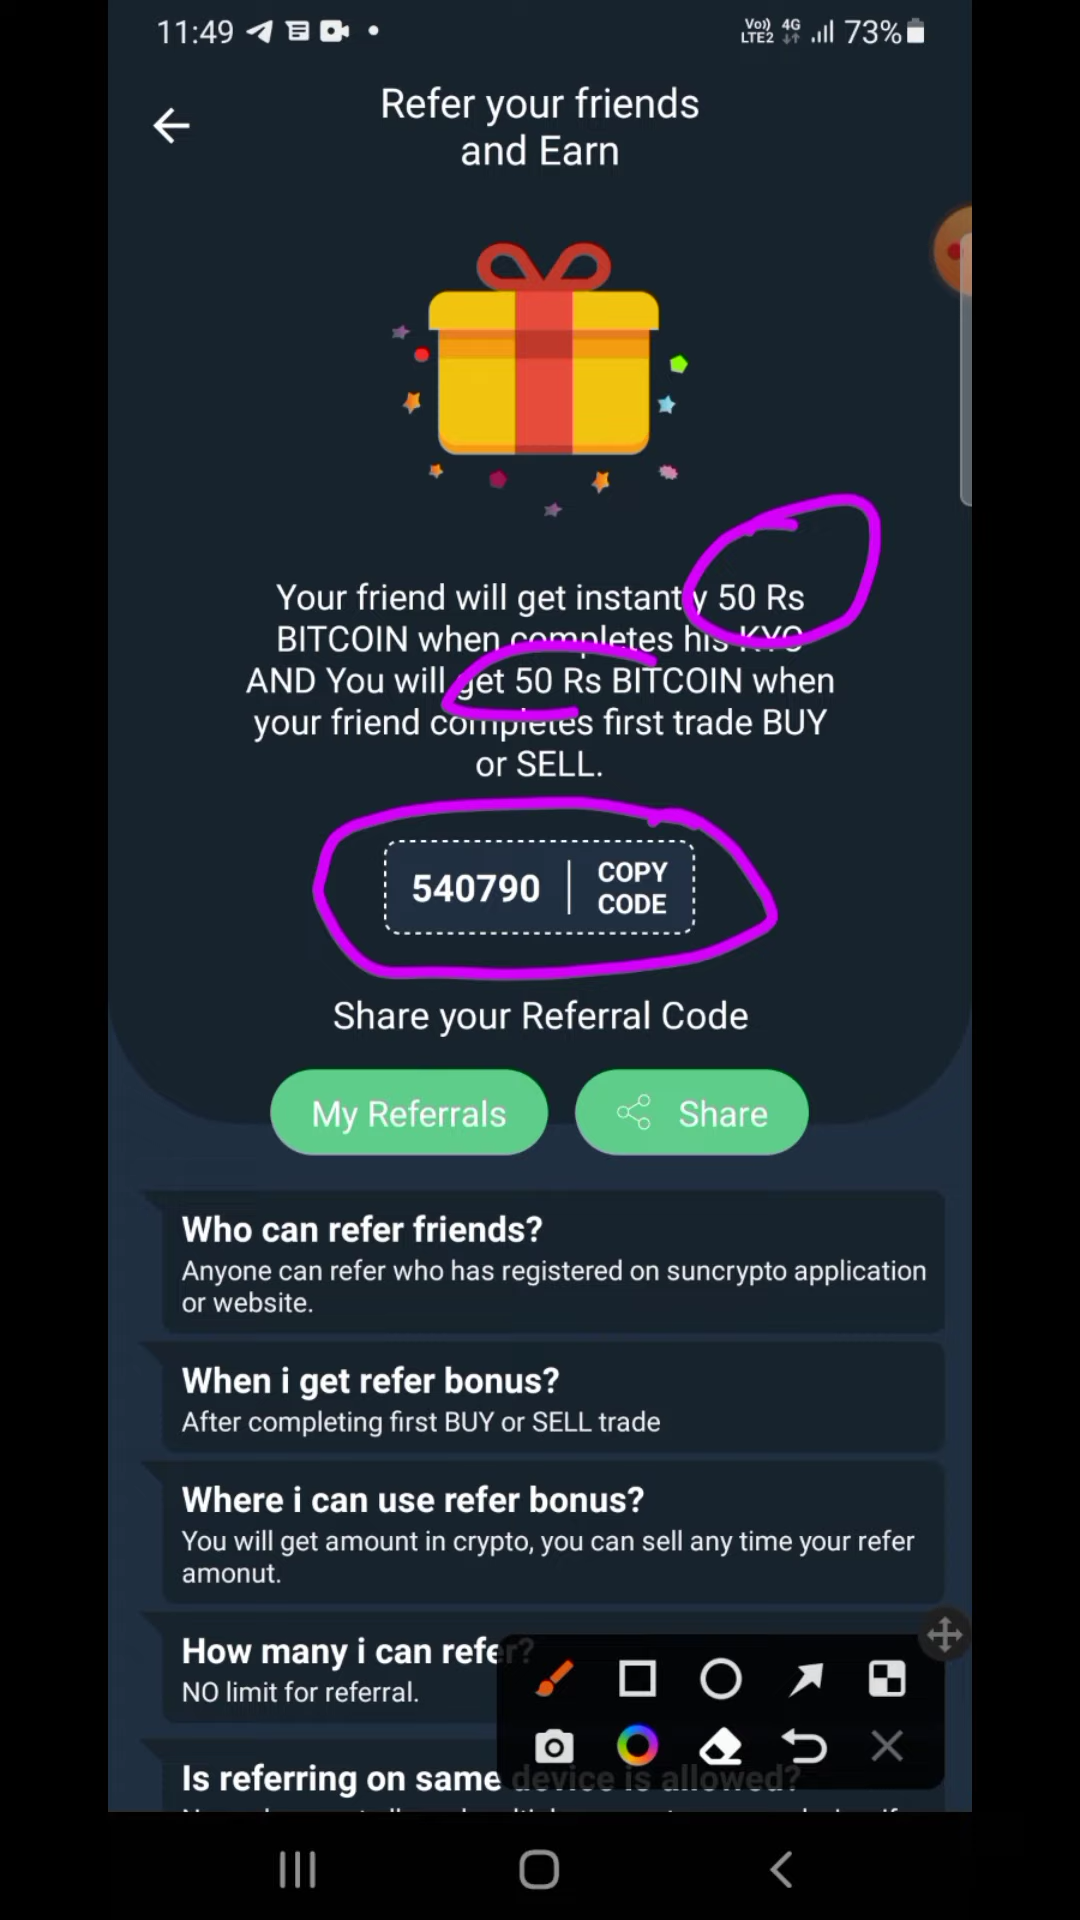 11:49
Vo)) LTE2 4G 73%
Refer your friends
and Earn
Your friend will get instantly 50 Rs
BITCOIN when completes his KYC
AND You will get 50 Rs BITCOIN when
your friend completes first trade BUY
or SELL.
540790
COPY
CODE
Share your Referral Code
My Referrals
Share
Who can refer friends?
Anyone can refer who has registered on suncrypto application
or website.
When i get refer bonus?
After completing first BUY or SELL trade
Where i can use refer bonus?
You will get amount in crypto, you can sell any time your refer
amonut.
How many i can refer?
NO limit for referral.
Is referring on same device is allowed?